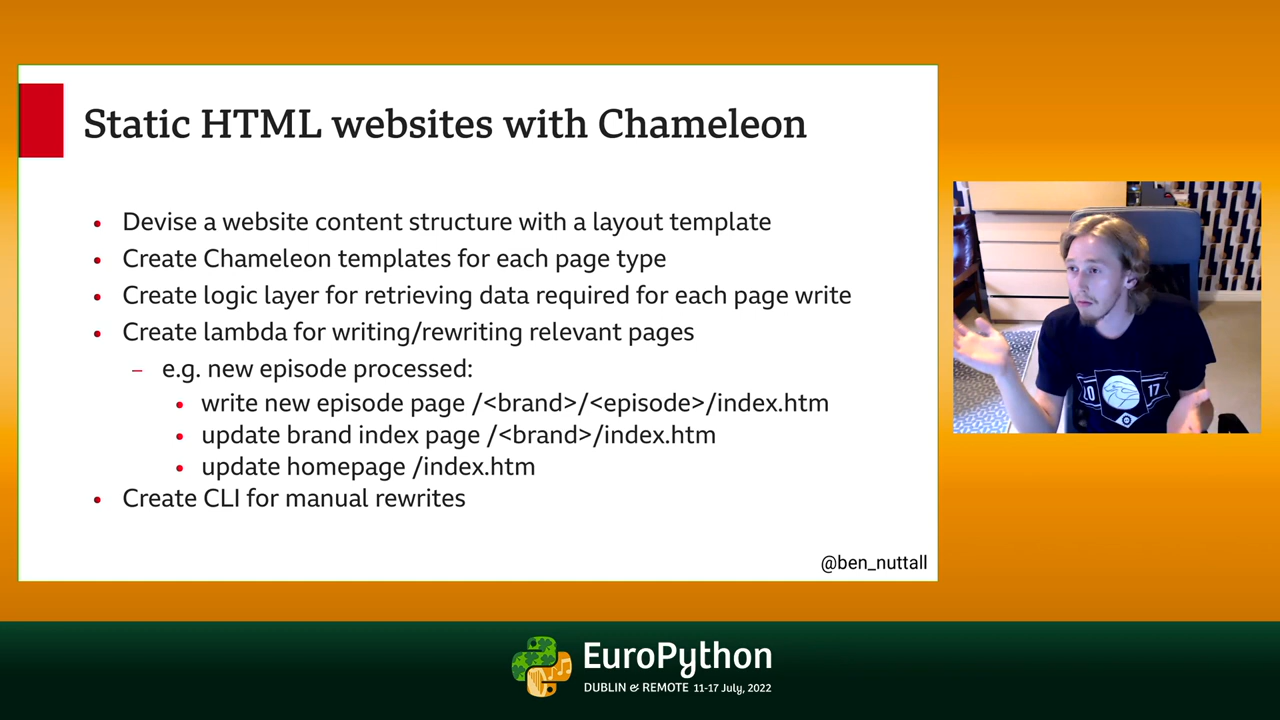 Static HTML websites with Chameleon
• Devise a website content structure with a layout template
• Create Chameleon templates for each page type
• Create logic layer for retrieving data required for each page write
• Create lambda for writing/rewriting relevant pages
– e.g. new episode processed:
• write new episode page /<brand>/<episode>/index.htm
• update brand index page /<brand>/index.htm
• update homepage /index.htm
• Create CLI for manual rewrites
@ben_nuttall
20 17
EuroPython
DUBLIN & REMOTE 11-17 July, 2022